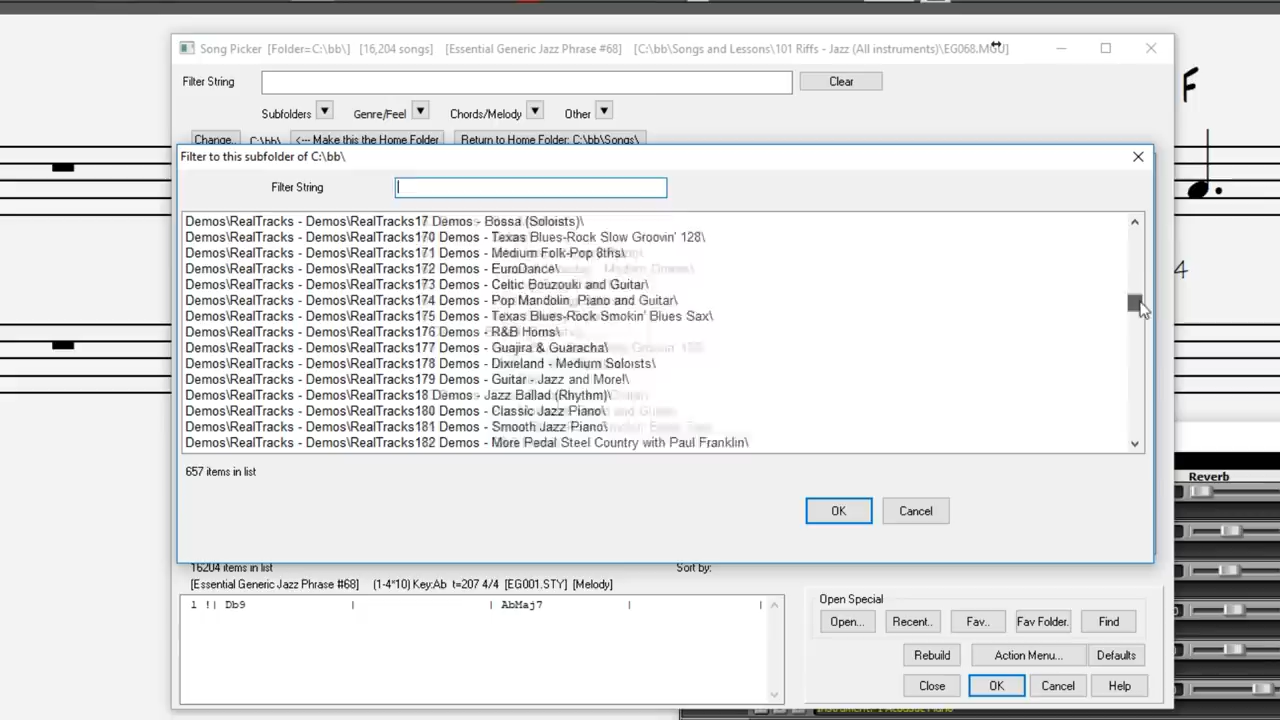 Song Picker [Folder=C:\bb\] [16,204 songs] [Essential Generic Jazz Phrase #68] [C:\bb\Songs and Lessons\101 Riffs - Jazz (All instruments)\EG068.MGU]
Filter String Clear
Subfolders Genre/Feel Chords/Melody Other
Change.. C:\bb\ <--- Make this the Home Folder Return to Home Folder: C:\bb\Songs\
Filter to this subfolder of C:\bb\
Filter String
Demos\RealTracks - Demos\RealTracks17 Demos - Bossa (Soloists)\
Demos\RealTracks - Demos\RealTracks170 Demos - Texas Blues-Rock Slow Groovin' 128\
Demos\RealTracks - Demos\RealTracks171 Demos - Medium Folk-Pop 8ths\
Demos\RealTracks - Demos\RealTracks172 Demos - EuroDance\
Demos\RealTracks - Demos\RealTracks173 Demos - Celtic Bouzouki and Guitar\
Demos\RealTracks - Demos\RealTracks174 Demos - Pop Mandolin, Piano and Guitar\
Demos\RealTracks - Demos\RealTracks175 Demos - Texas Blues-Rock Smokin' Blues Sax\
Demos\RealTracks - Demos\RealTracks176 Demos - R&B Horns\
Demos\RealTracks - Demos\RealTracks177 Demos - Guajira & Guaracha\
Demos\RealTracks - Demos\RealTracks178 Demos - Dixieland - Medium Soloists\
Demos\RealTracks - Demos\RealTracks179 Demos - Guitar - Jazz and More!\
Demos\RealTracks - Demos\RealTracks18 Demos - Jazz Ballad (Rhythm)\
Demos\RealTracks - Demos\RealTracks180 Demos - Classic Jazz Piano\
Demos\RealTracks - Demos\RealTracks181 Demos - Smooth Jazz Piano\
Demos\RealTracks - Demos\RealTracks182 Demos - More Pedal Steel Country with Paul Franklin\
657 items in list
OK Cancel
16204 items in list Sort by:
[Essential Generic Jazz Phrase #68] (1-4*10) Key:Ab t=207 4/4 [EG001.STY] [Melody]
1 !| Db9 | | AbMaj7 | |
Open Special
Open... Recent.. Fav.. Fav Folder. Find
Rebuild Action Menu... Defaults
Close OK Cancel Help
F
4
Reverb